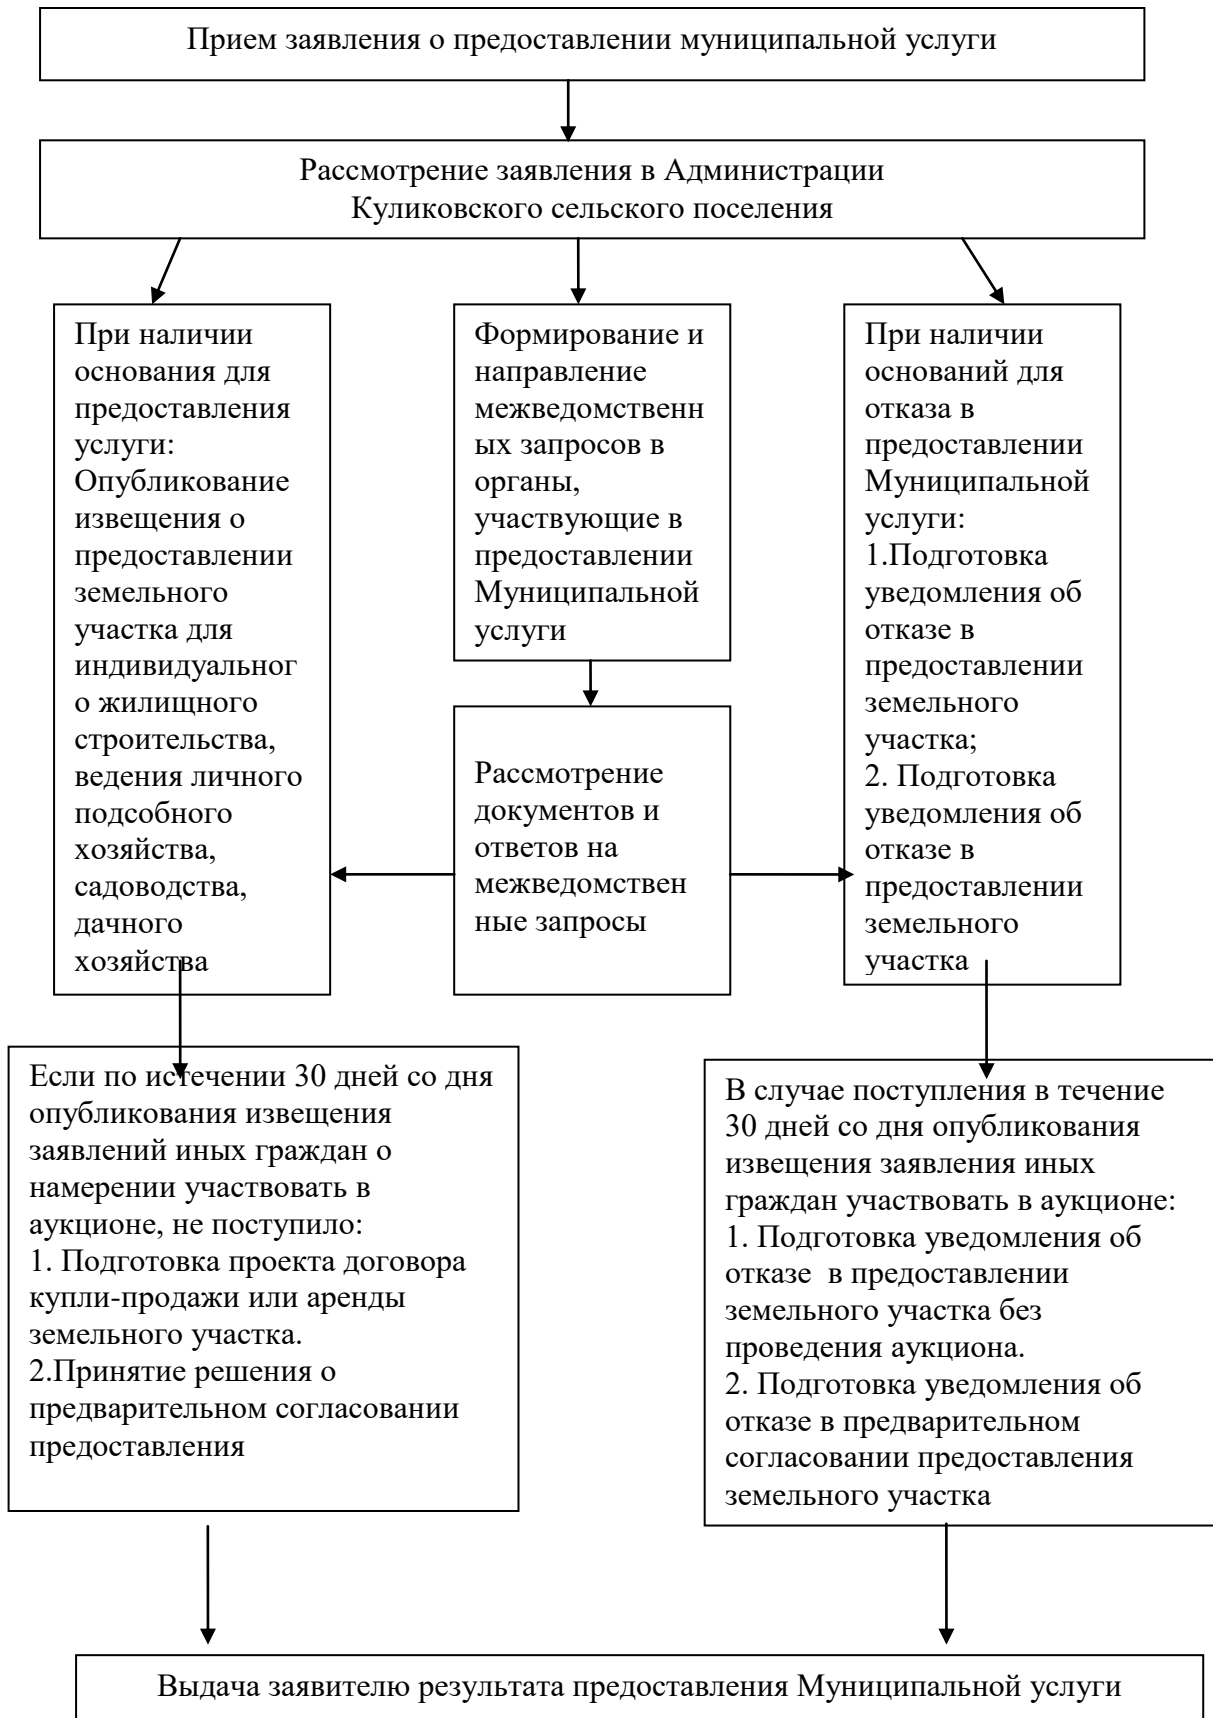 Прием заявления о предоставлении муниципальной услуги
Рассмотрение заявления в Администрации
Куликовского сельского поселения
При наличии
основания для
предоставления
услуги:
Опубликование
извещения о
предоставлении
земельного
участка для
индивидуальног
о жилищного
строительства,
ведения личного
подсобного
хозяйства,
садоводства,
дачного
хозяйства
Формирование и
направление
межведомственн
ых запросов в
органы,
участвующие в
предоставлении
Муниципальной
услуги
Рассмотрение
документов и
ответов на
межведомствен
ные запросы
При наличии
оснований для
отказа в
предоставлении
Муниципальной
услуги:
1.Подготовка
уведомления об
отказе в
предоставлении
земельного
участка;
2. Подготовка
уведомления об
отказе в
предоставлении
земельного
участка
Если по истечении 30 дней со дня
опубликования извещения
заявлений иных граждан о
намерении участвовать в
аукционе, не поступило:
1. Подготовка проекта договора
купли-продажи или аренды
земельного участка.
2.Принятие решения о
предварительном согласовании
предоставления
В случае поступления в течение
30 дней со дня опубликования
извещения заявления иных
граждан участвовать в аукционе:
1. Подготовка уведомления об
отказе  в предоставлении
земельного участка без
проведения аукциона.
2. Подготовка уведомления об
отказе в предварительном
согласовании предоставления
земельного участка
Выдача заявителю результата предоставления Муниципальной услуги